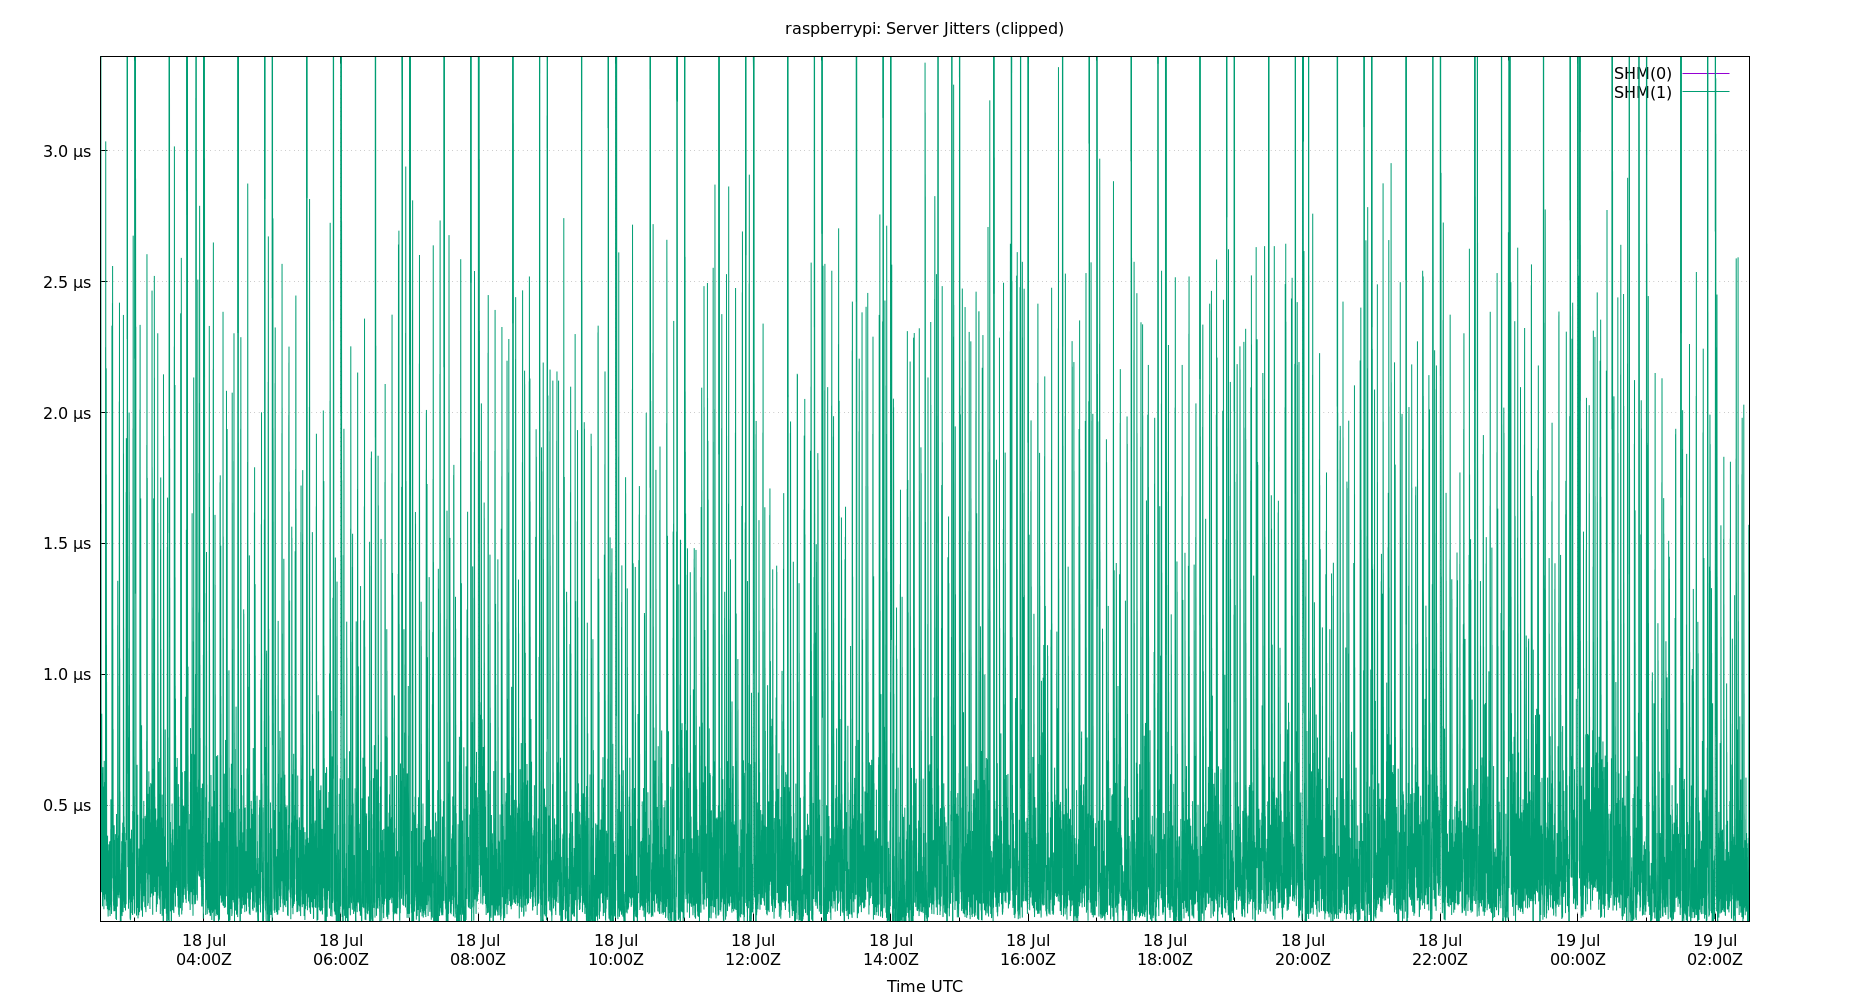 raspberrypi: Server Jitters (clipped)
SHM(0)
SHM(1)
3.0 μs
2.5 μs
2.0 μs
1.5 μs
1.0 μs
0.5 μs
18 Jul 18 Jul 18 Jul 18 Jul 18 Jul 18 Jul 18 Jul 18 Jul 18 Jul 18 Jul 19 Jul 19 Jul
04:00Z 06:00Z 08:00Z 10:00Z 12:00Z 14:00Z 16:00Z 18:00Z 20:00Z 22:00Z 00:00Z 02:00Z
Time UTC